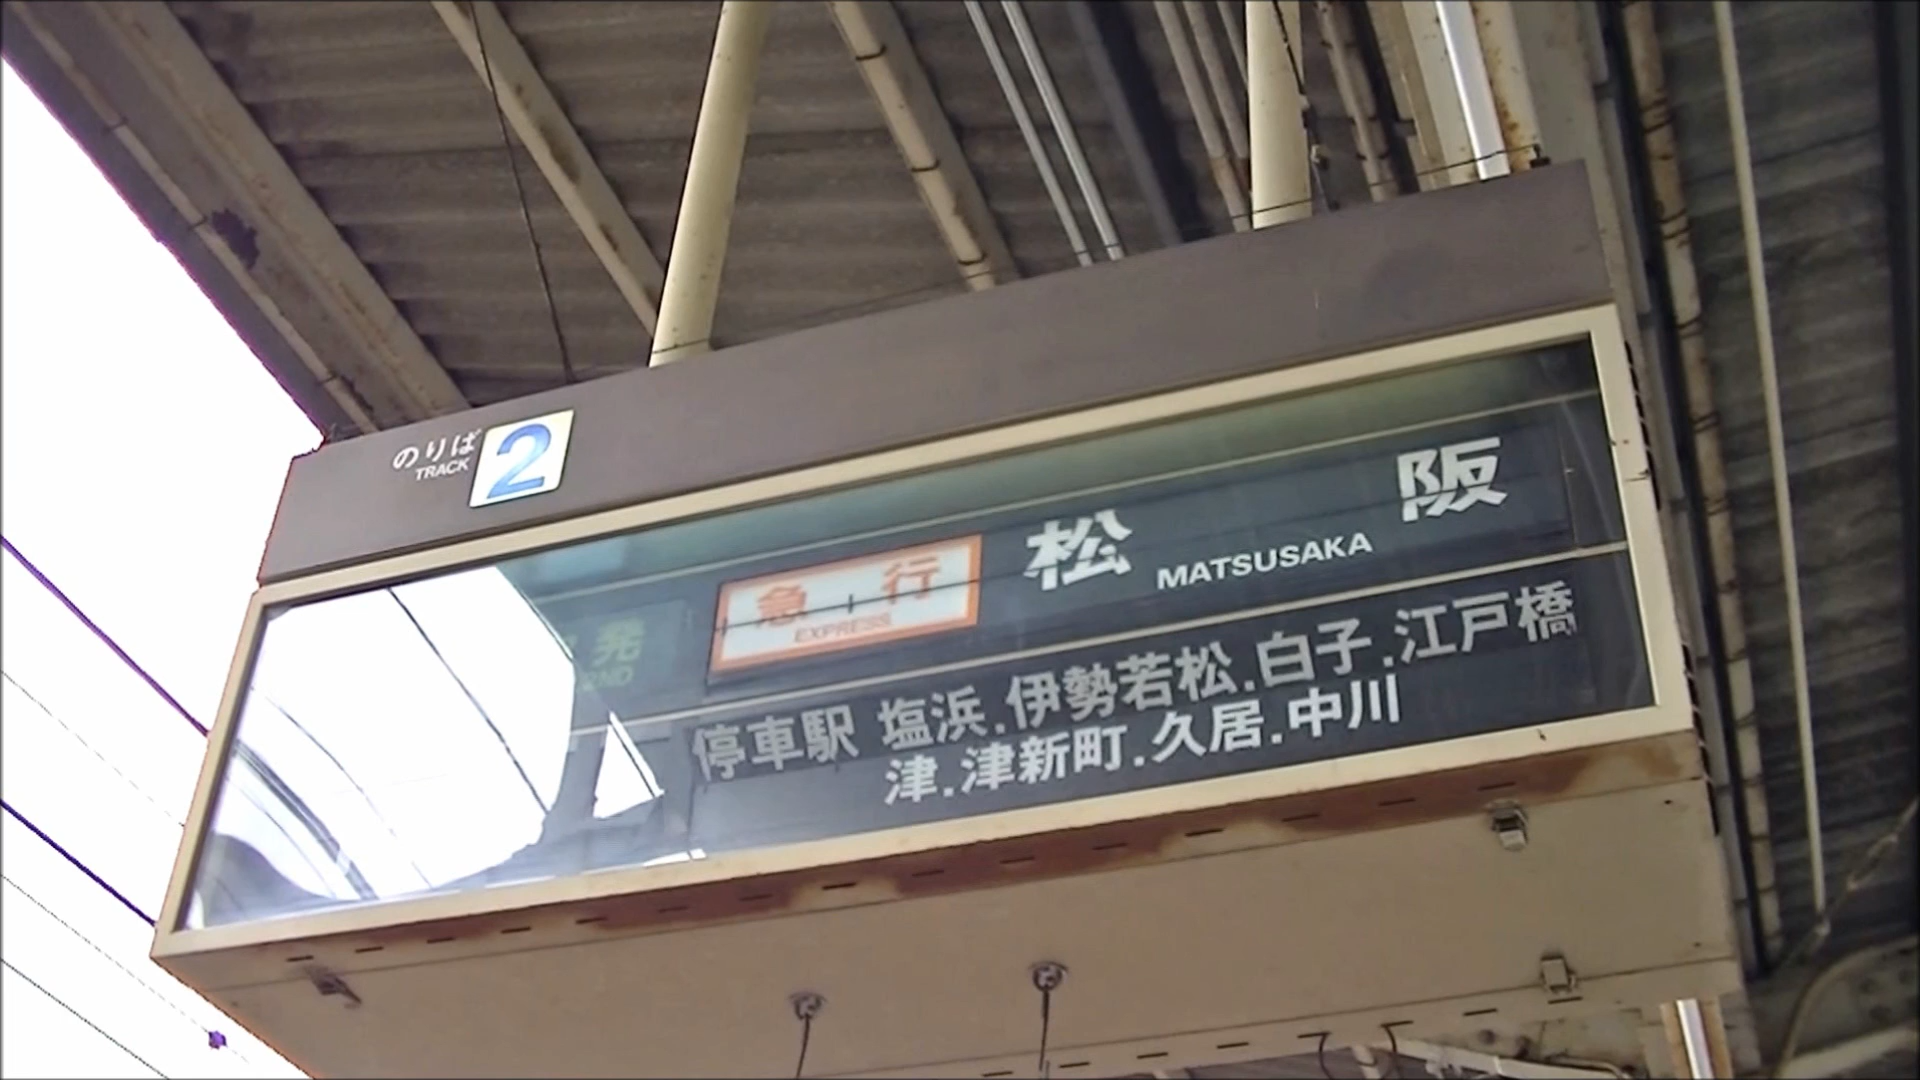 のりば 2
TRACK
発
急行 松阪
EXPRESS MATSUSAKA
停車駅 塩浜.伊勢若松.白子.江戸橋
津.津新町.久居.中川